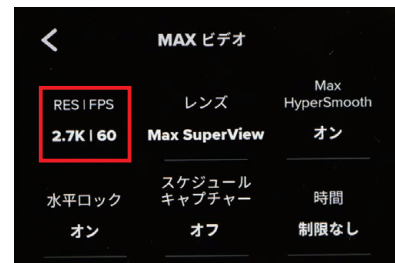 MAX ビデオ
RES | FPS
2.7K | 60
レンズ
Max SuperView
Max
HyperSmooth
オン
水平ロック
オン
スケジュール
キャプチャー
オフ
時間
制限なし